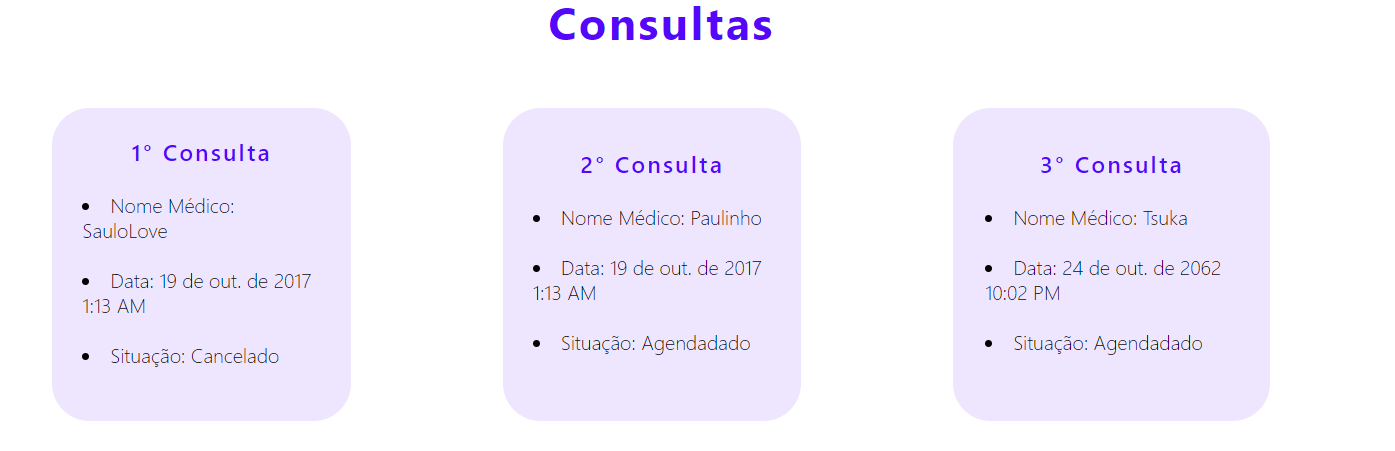 Consultas
1° Consulta
• Nome Médico:
SauloLove
• Data: 19 de out. de 2017
1:13 AM
• Situação: Cancelado
2° Consulta
• Nome Médico: Paulinho
• Data: 19 de out. de 2017
1:13 AM
• Situação: Agendadado
3° Consulta
• Nome Médico: Tsuka
• Data: 24 de out. de 2062
10:02 PM
• Situação: Agendadado